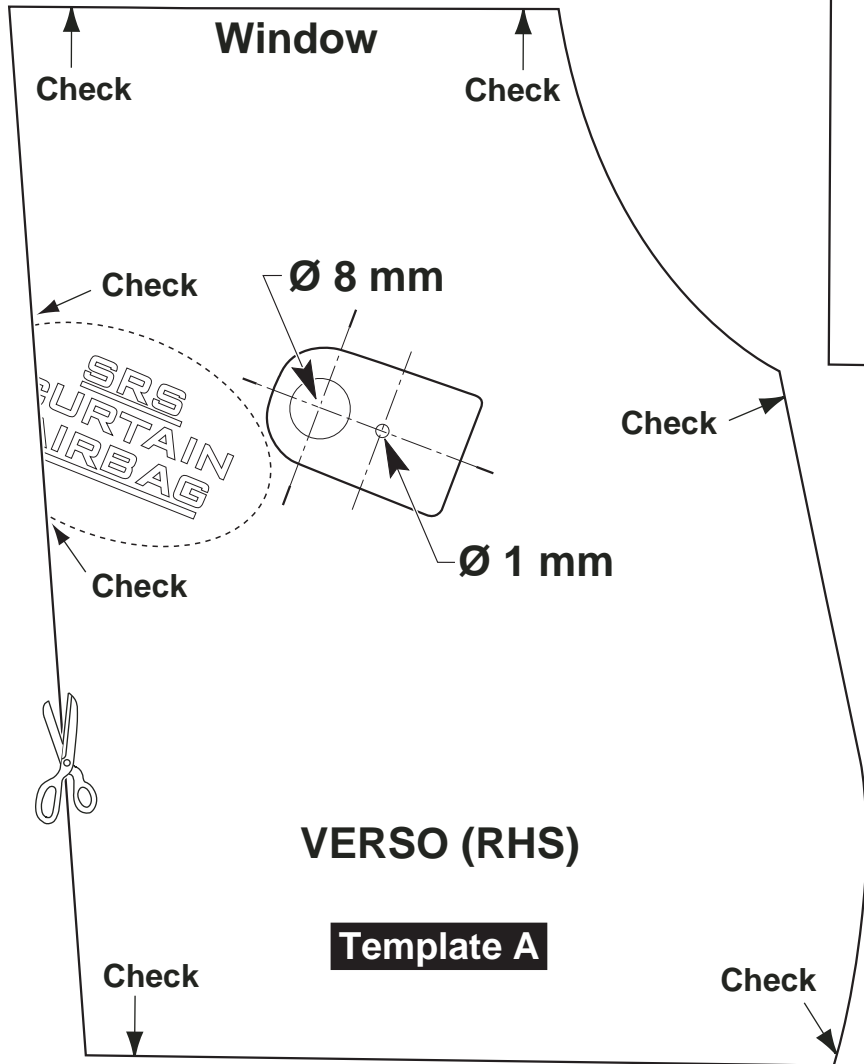 Window
Check
Check
Check
Ø 8 mm
SRS
CURTAIN
AIRBAG
Check
Ø 1 mm
Check
VERSO (RHS)
Template A
Check
Check